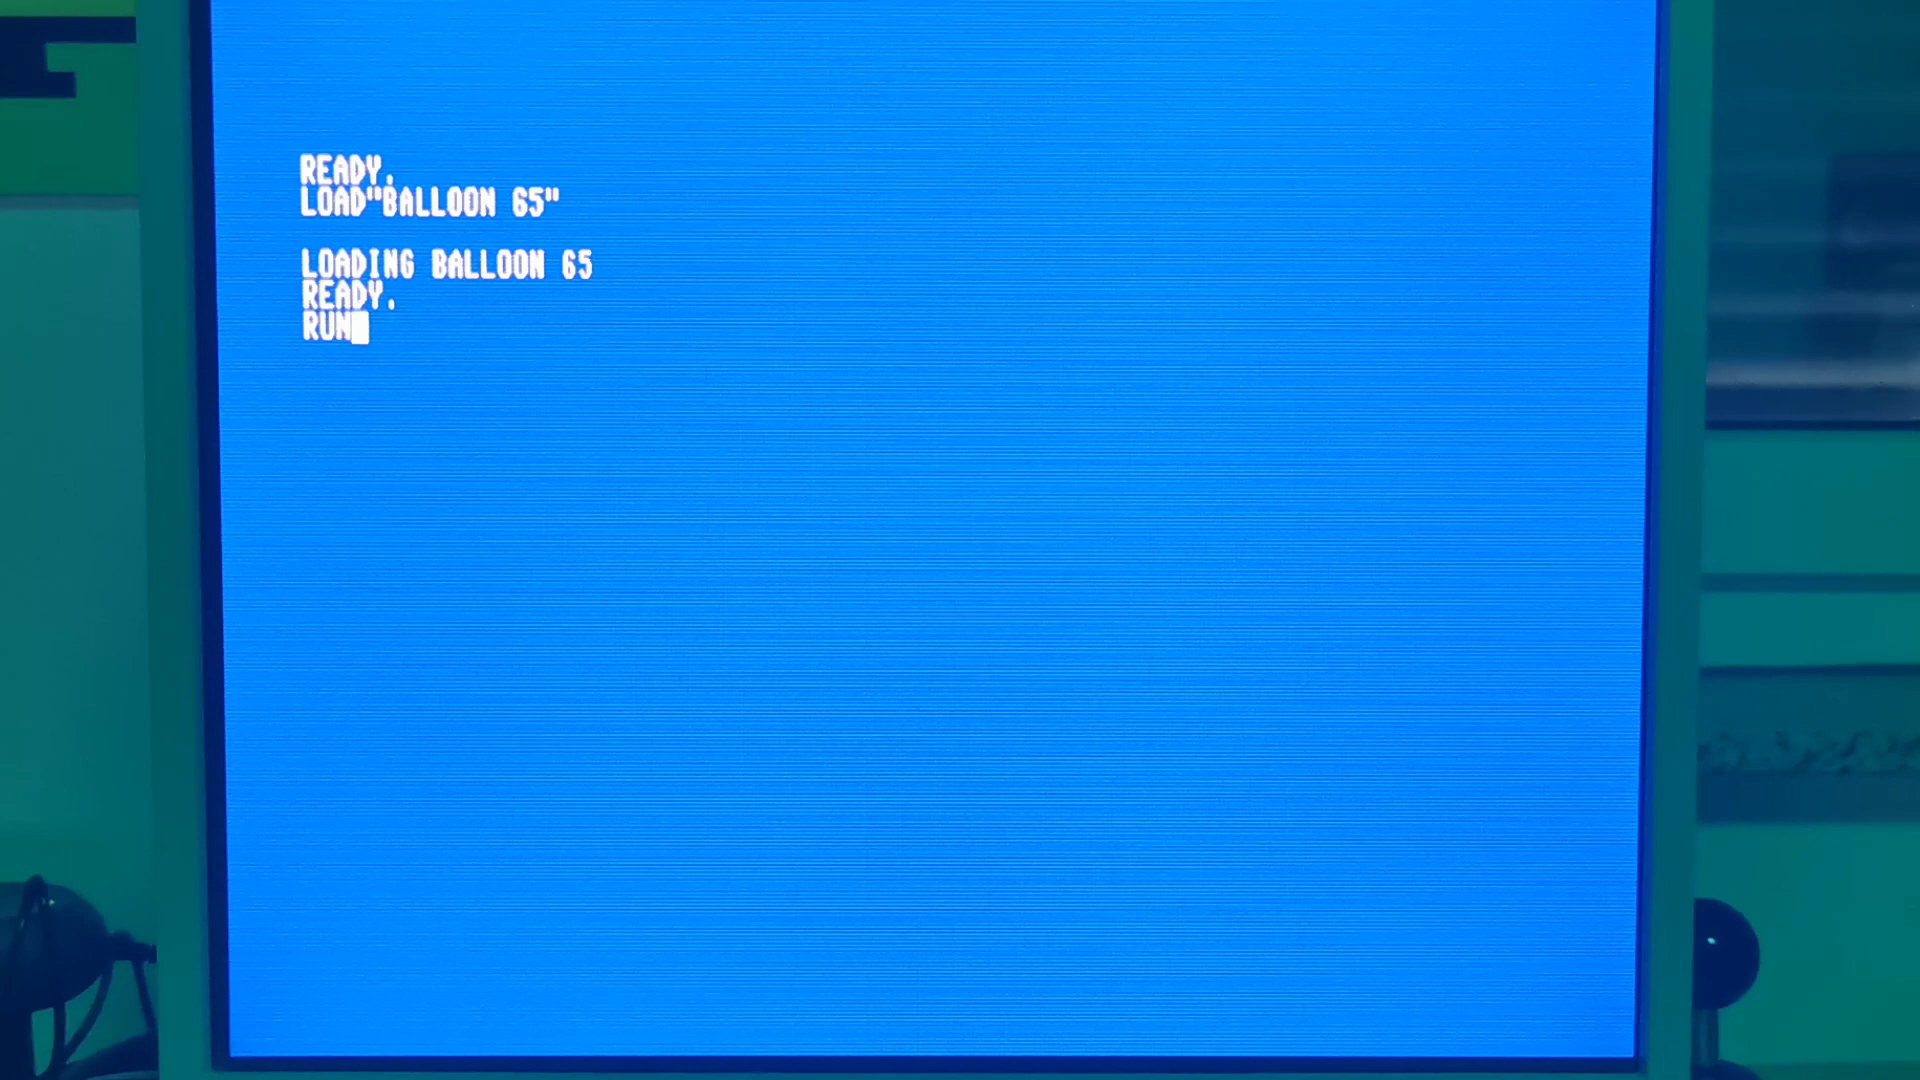 READY.
LOAD"BALLOON 65"
LOADING BALLOON 65
READY.
RUN